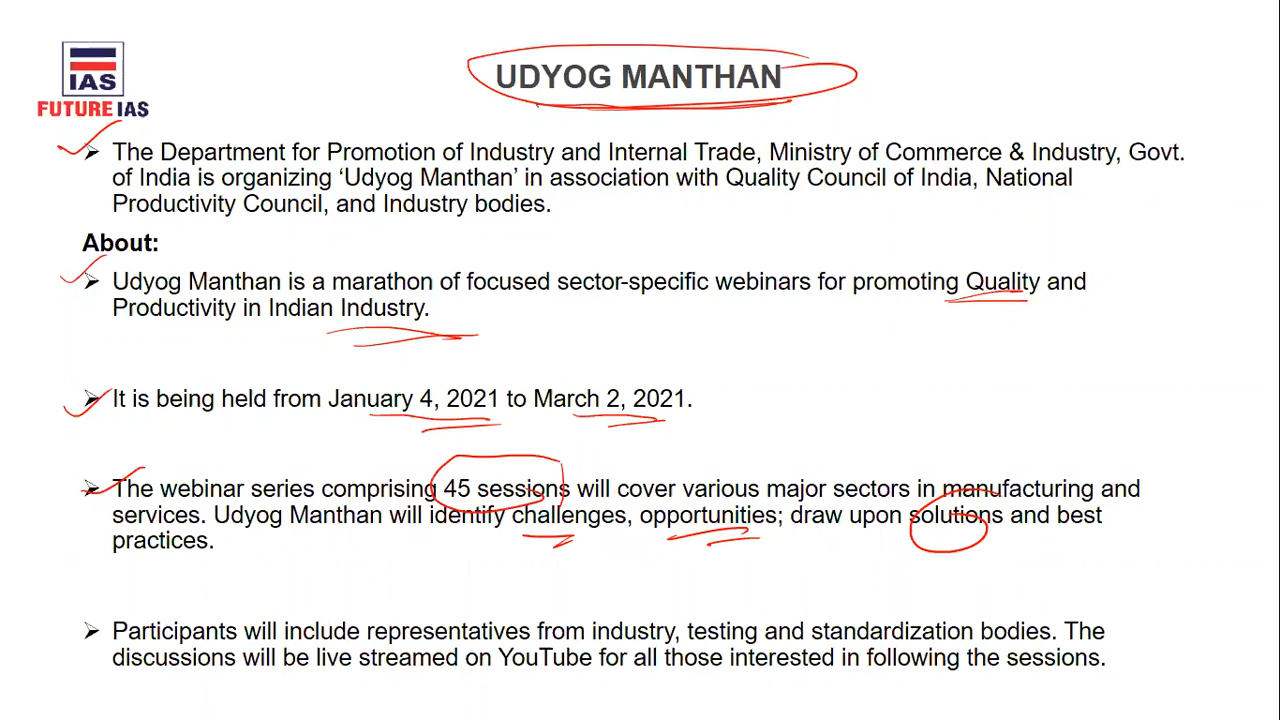 IAS
FUTURE IAS
UDYOG MANTHAN
➢ The Department for Promotion of Industry and Internal Trade, Ministry of Commerce & Industry, Govt.
of India is organizing ‘Udyog Manthan’ in association with Quality Council of India, National
Productivity Council, and Industry bodies.
About:
➢ Udyog Manthan is a marathon of focused sector-specific webinars for promoting Quality and
Productivity in Indian Industry.
➢ It is being held from January 4, 2021 to March 2, 2021.
➢ The webinar series comprising 45 sessions will cover various major sectors in manufacturing and
services. Udyog Manthan will identify challenges, opportunities; draw upon solutions and best
practices.
➢ Participants will include representatives from industry, testing and standardization bodies. The
discussions will be live streamed on YouTube for all those interested in following the sessions.